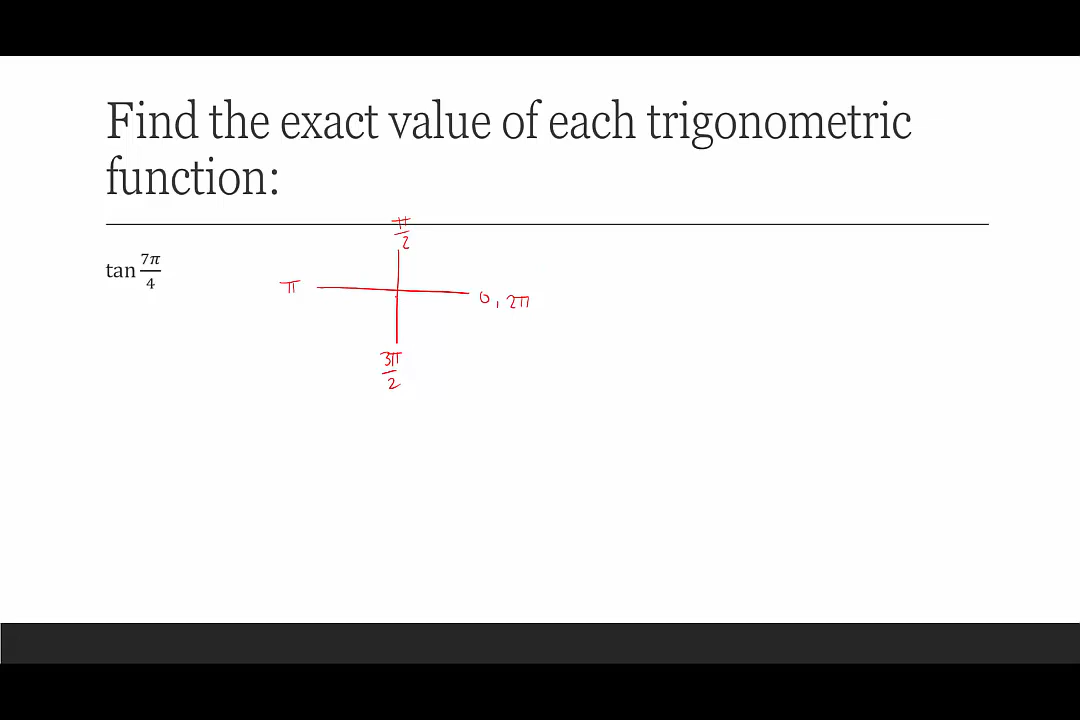 Find the exact value of each trigonometric
function:
π/2
tan 7π/4
π
0, 2π
3π/2